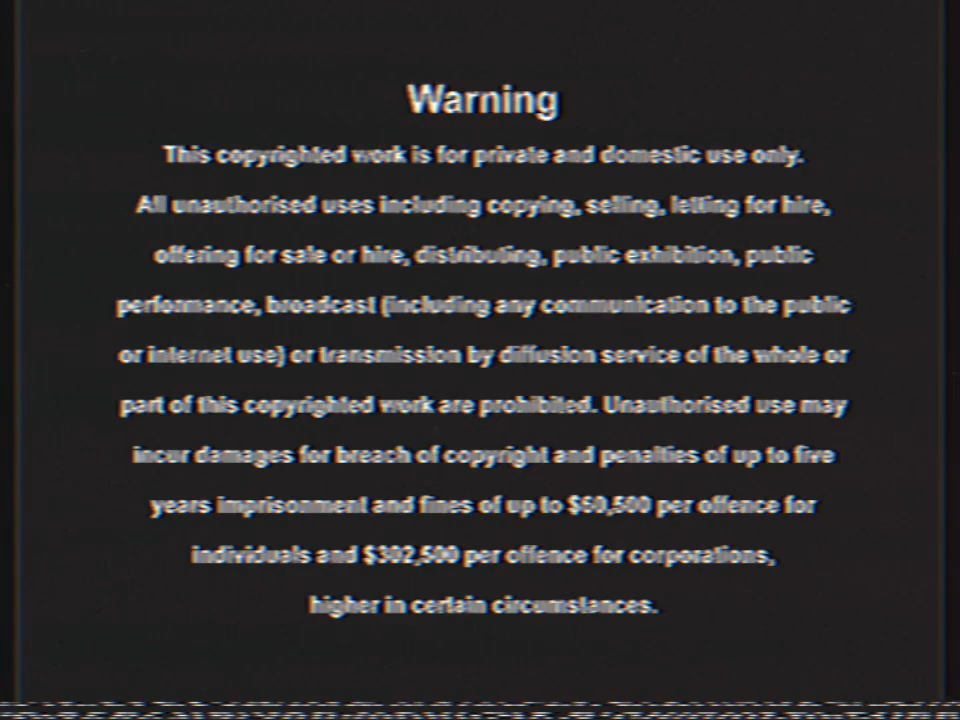 Warning
This copyrighted work is for private and domestic use only.
All unauthorised uses including copying, selling, letting for hire,
offering for sale or hire, distributing, public exhibition, public
performance, broadcast (including any communication to the public
or internet use) or transmission by diffusion service of the whole or
part of this copyrighted work are prohibited. Unauthorised use may
incur damages for breach of copyright and penalties of up to five
years imprisonment and fines of up to $60,500 per offence for
individuals and $302,500 per offence for corporations,
higher in certain circumstances.